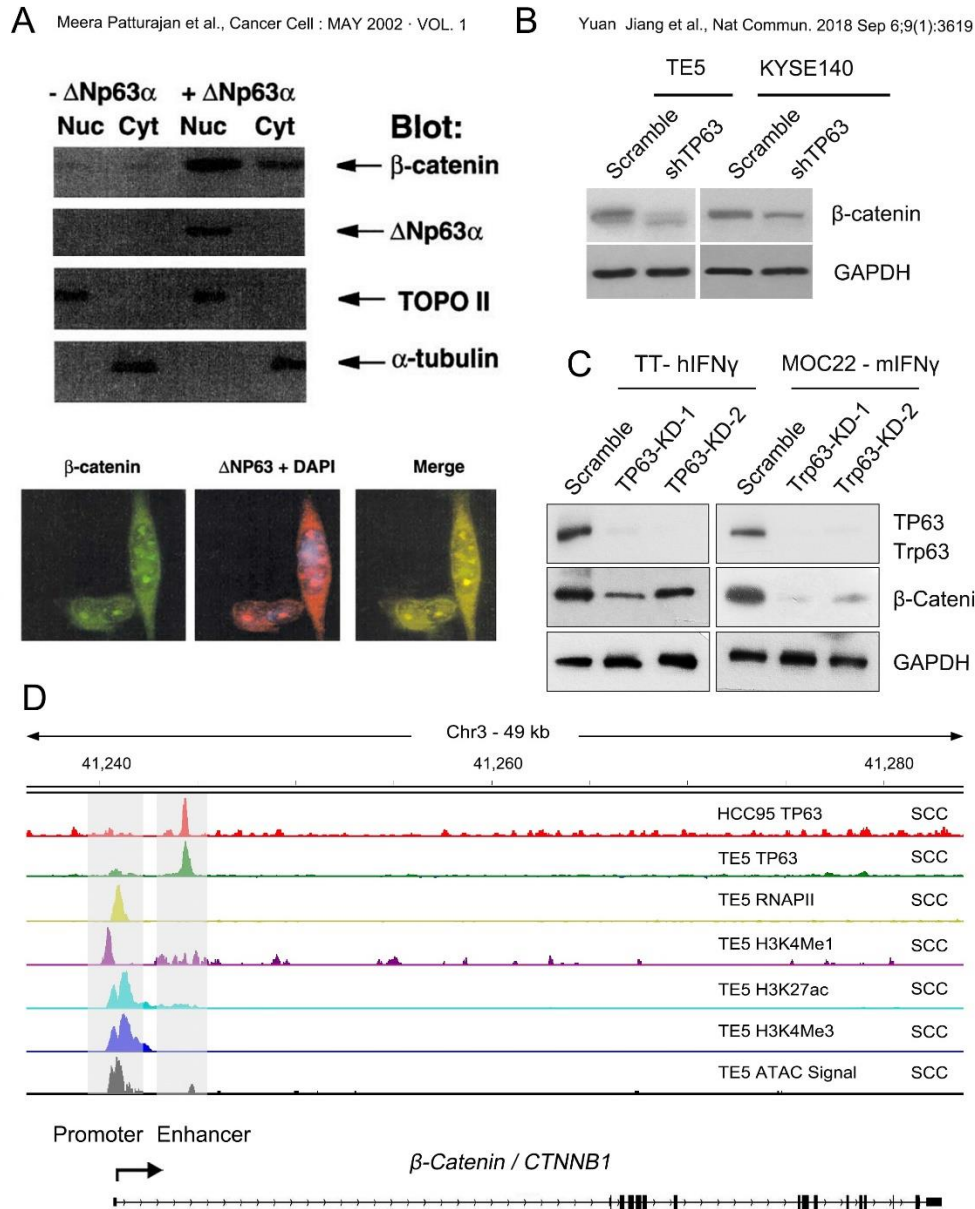 A Meera Patturajan et al., Cancer Cell : MAY 2002 · VOL. 1
- ΔNp63α + ΔNp63α
Nuc Cyt Nuc Cyt Blot:
β-catenin
ΔNp63α
TOPO II
α-tubulin
β-catenin ΔNP63 + DAPI Merge
B Yuan Jiang et al., Nat Commun. 2018 Sep 6;9(1):3619
TE5 KYSE140
Scramble shTP63 Scramble shTP63
β-catenin
GAPDH
C TT- hIFNγ MOC22 - mIFNγ
Scramble TP63-KD-1 TP63-KD-2 Scramble Trp63-KD-1 Trp63-KD-2
TP63
Trp63
β-Cateni
GAPDH
D
Chr3 - 49 kb
41,240 41,260 41,280
HCC95 TP63 SCC
TE5 TP63 SCC
TE5 RNAPII SCC
TE5 H3K4Me1 SCC
TE5 H3K27ac SCC
TE5 H3K4Me3 SCC
TE5 ATAC Signal SCC
Promoter Enhancer
β-Catenin / CTNNB1